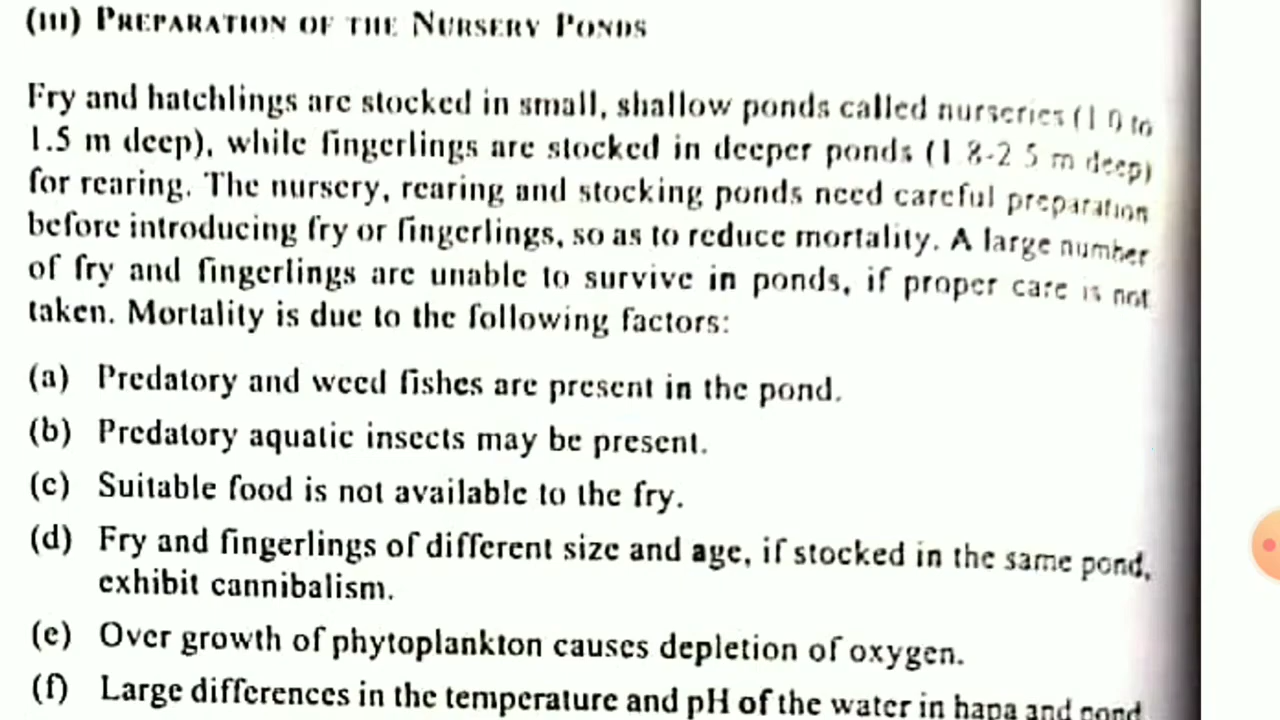 (iii) PREPARATION OF THE NURSERY PONDS
Fry and hatchlings are stocked in small, shallow ponds called nurseries (1.0 to
1.5 m deep), while fingerlings are stocked in deeper ponds (1.8-2.5 m deep)
for rearing. The nursery, rearing and stocking ponds need careful preparation
before introducing fry or fingerlings, so as to reduce mortality. A large number
of fry and fingerlings are unable to survive in ponds, if proper care is not
taken. Mortality is due to the following factors:
(a) Predatory and weed fishes are present in the pond.
(b) Predatory aquatic insects may be present.
(c) Suitable food is not available to the fry.
(d) Fry and fingerlings of different size and age, if stocked in the same pond,
exhibit cannibalism.
(e) Over growth of phytoplankton causes depletion of oxygen.
(f) Large differences in the temperature and pH of the water in hapa and pond